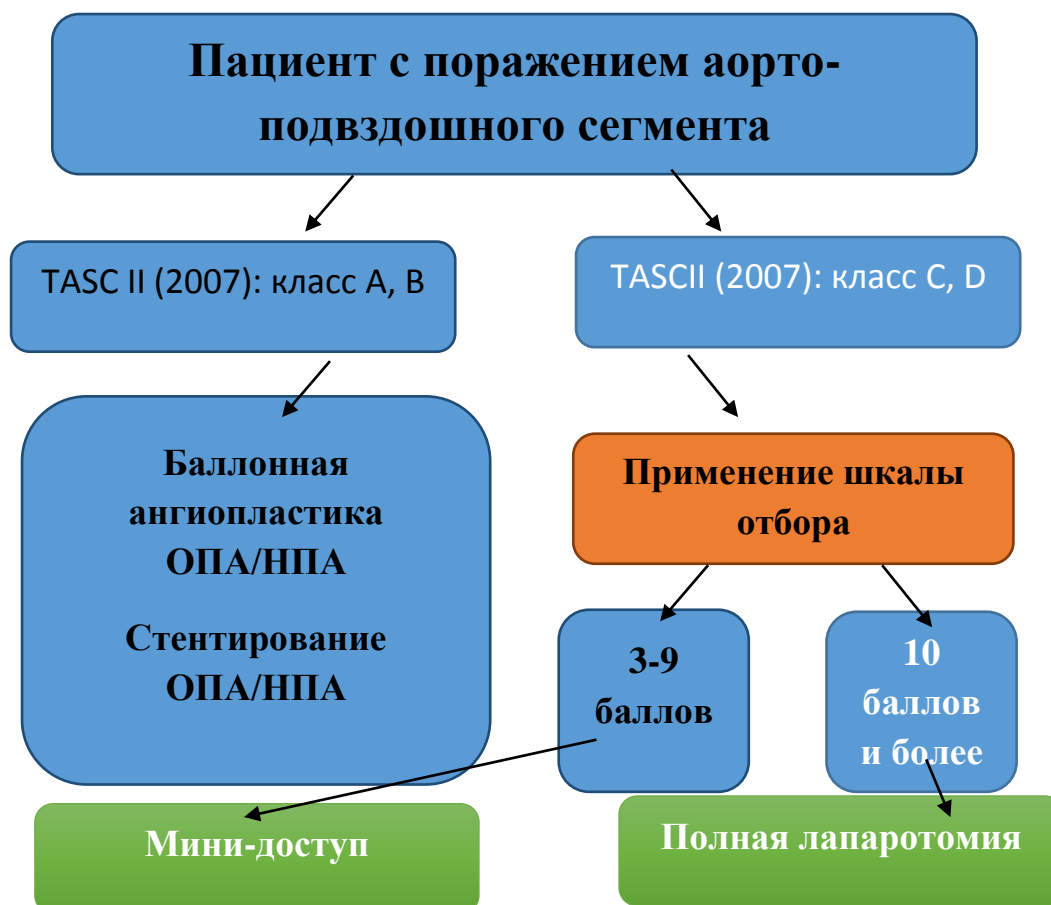 Пациент с поражением аорто-
подвздошного сегмента
TASC II (2007): класс A, B
TASCII (2007): класс C, D
Баллонная
ангиопластика
ОПА/НПА
Стентирование
ОПА/НПА
Применение шкалы
отбора
3-9
баллов
10
баллов
и более
Мини-доступ
Полная лапаротомия